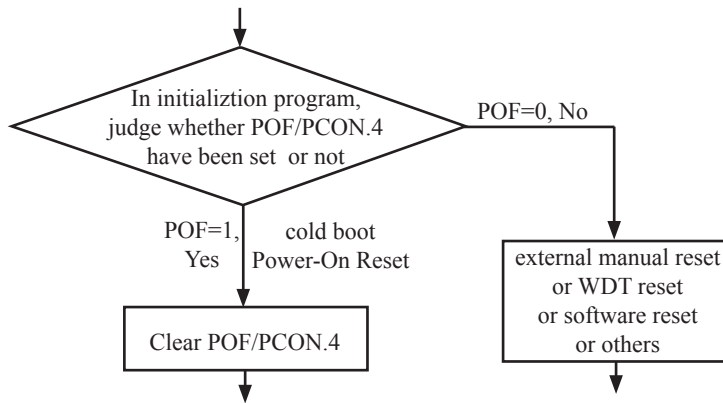 In initializtion program,
judge whether POF/PCON.4
have been set or not
POF=0, No
POF=1,
Yes
cold boot
Power-On Reset
external manual reset
or WDT reset
or software reset
or others
Clear POF/PCON.4